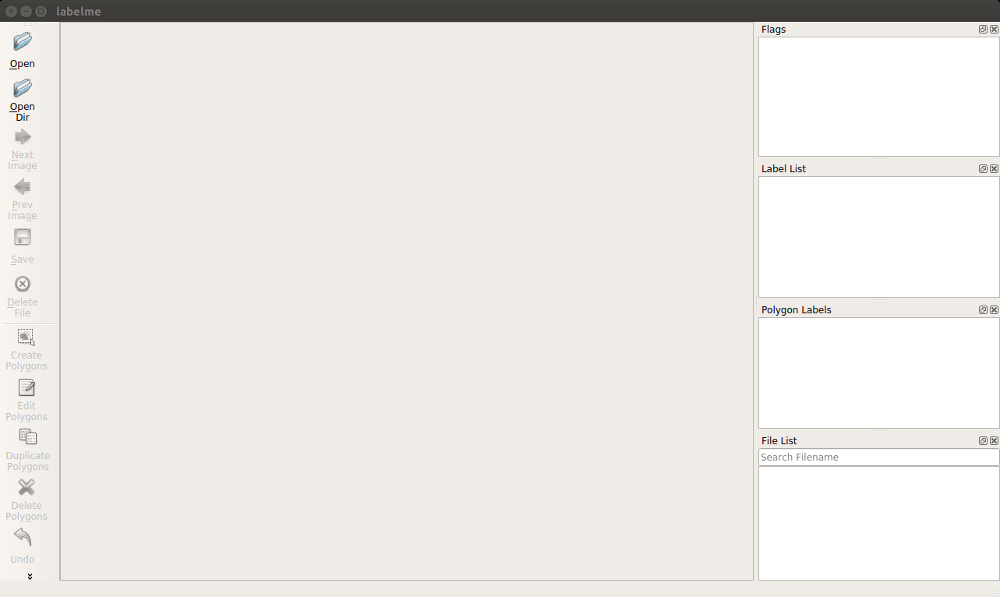 labelme
Open
Open
Dir
Next
Image
Prev
Image
Save
Delete
File
Create
Polygons
Edit
Polygons
Duplicate
Polygons
Delete
Polygons
Undo
Flags
Label List
Polygon Labels
File List
Search Filename